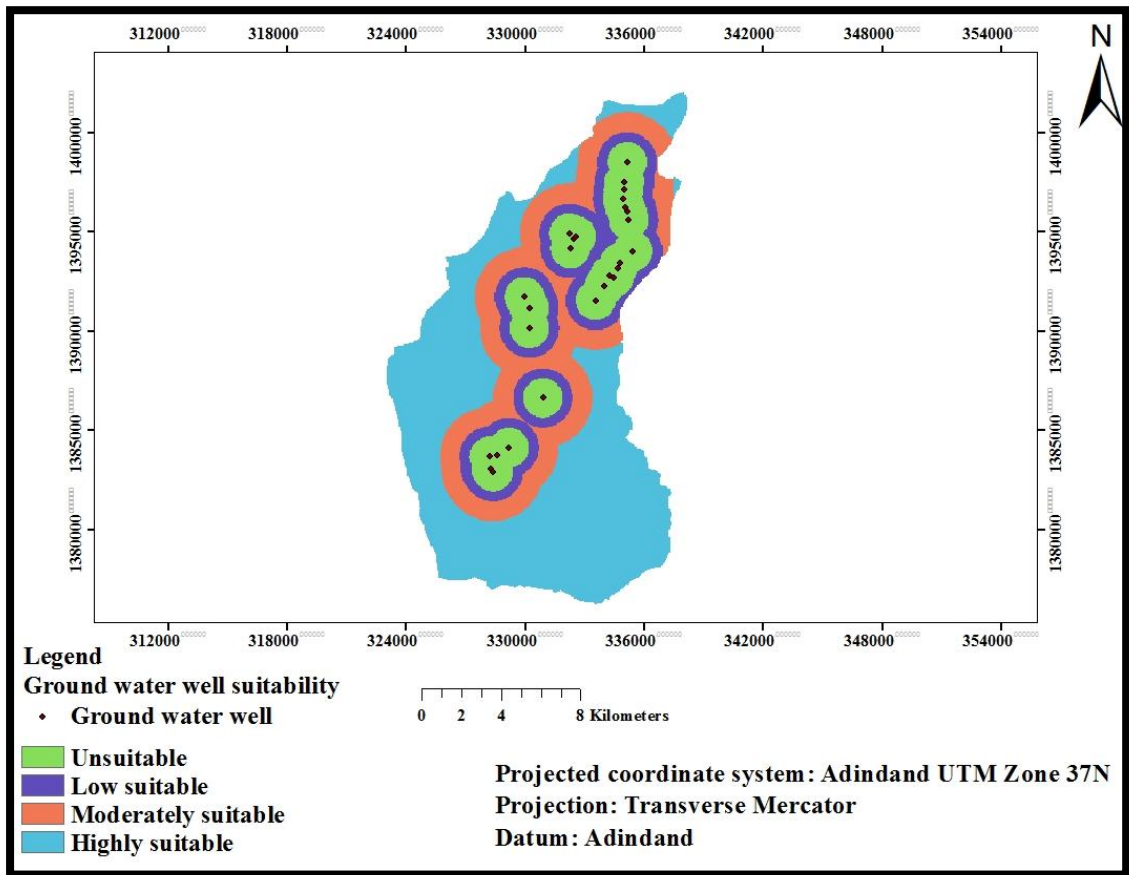 312000 318000 324000 330000 336000 342000 348000 354000
N
1400000 1400000
1395000 1395000
1390000 1390000
1385000 1385000
1380000 1380000
312000 318000 324000 330000 336000 342000 348000 354000
Legend
Ground water well suitability
Ground water well
0 2 4 8 Kilometers
Unsuitable
Low suitable
Moderately suitable
Highly suitable
Projected coordinate system: Adindand UTM Zone 37N
Projection: Transverse Mercator
Datum: Adindand